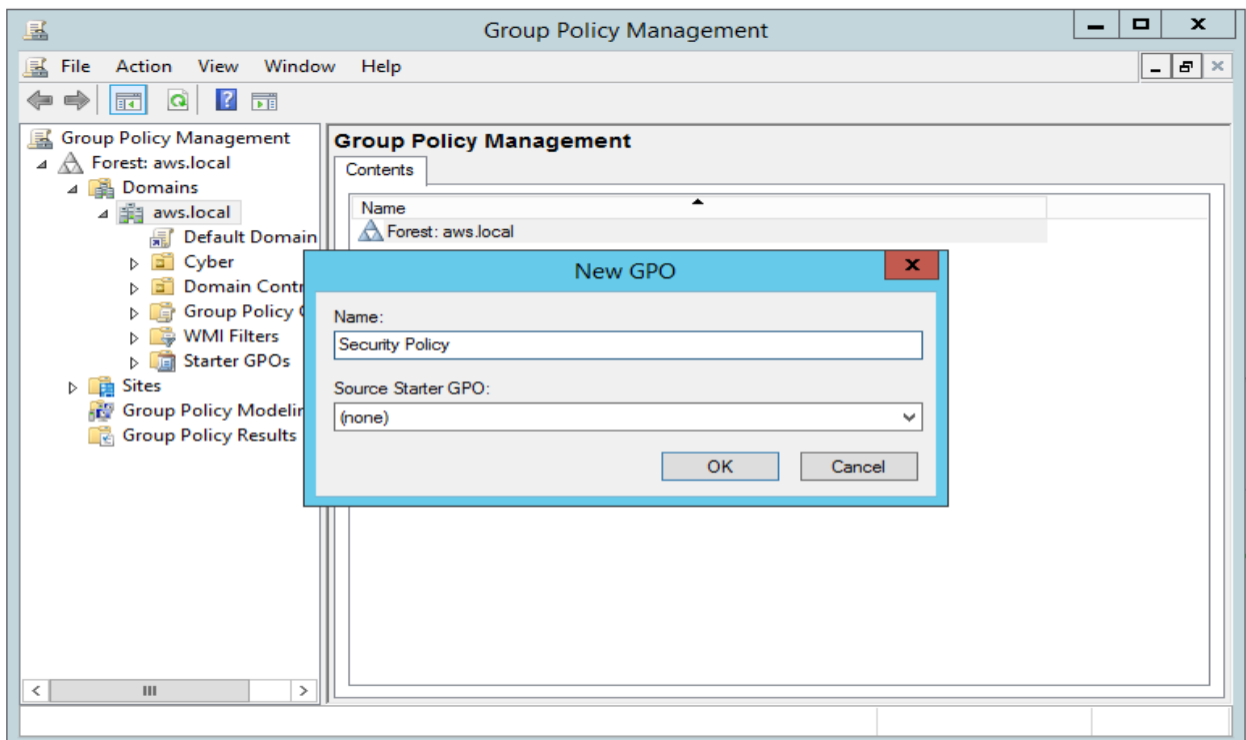 Group Policy Management
File Action View Window Help
Group Policy Management
Forest: aws.local
Domains
aws.local
Default Domain
Cyber
Domain Contr
Group Policy
WMI Filters
Starter GPOs
Sites
Group Policy Modelin
Group Policy Results
Group Policy Management
Contents
Name
Forest: aws.local
New GPO
Name:
Security Policy
Source Starter GPO:
(none)
OK Cancel